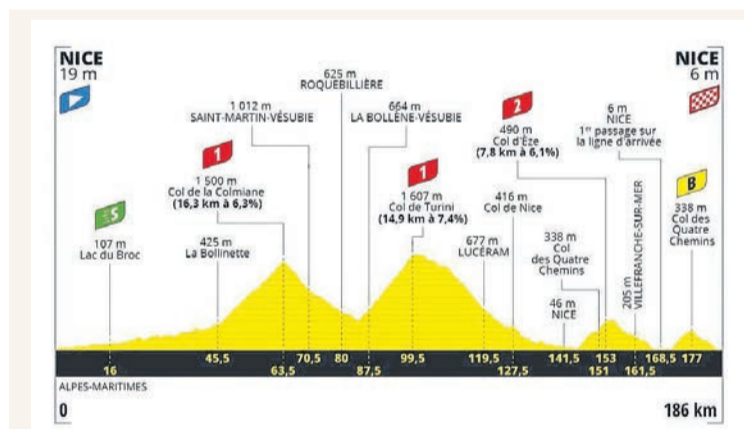 NICE
19 m
NICE
6 m
625 m
ROQUEBILLIÈRE
1 012 m
SAINT-MARTIN-VÉSUBIE
664 m
LA BOLLÈNE-VÉSUBIE
2
490 m
Col d'Èze
(7,8 km à 6,1%)
6 m
NICE
1er passage sur
la ligne d'arrivée
1
1 500 m
Col de la Colmiane
(16,3 km à 6,3%)
1
1 607 m
Col de Turini
(14,9 km à 7,4%)
416 m
Col de Nice
B
338 m
Col des
Quatre
Chemins
S
107 m
Lac du Broc
425 m
La Bollinette
677 m
LUCÉRAM
338 m
Col
des Quatre
Chemins
46 m
NICE
205 m
VILLEFRANCHE-SUR-MER
45,5 70,5 80 99,5 119,5 141,5 153 168,5 177
16 63,5 87,5 127,5 151 161,5
ALPES-MARITIMES
0 186 km